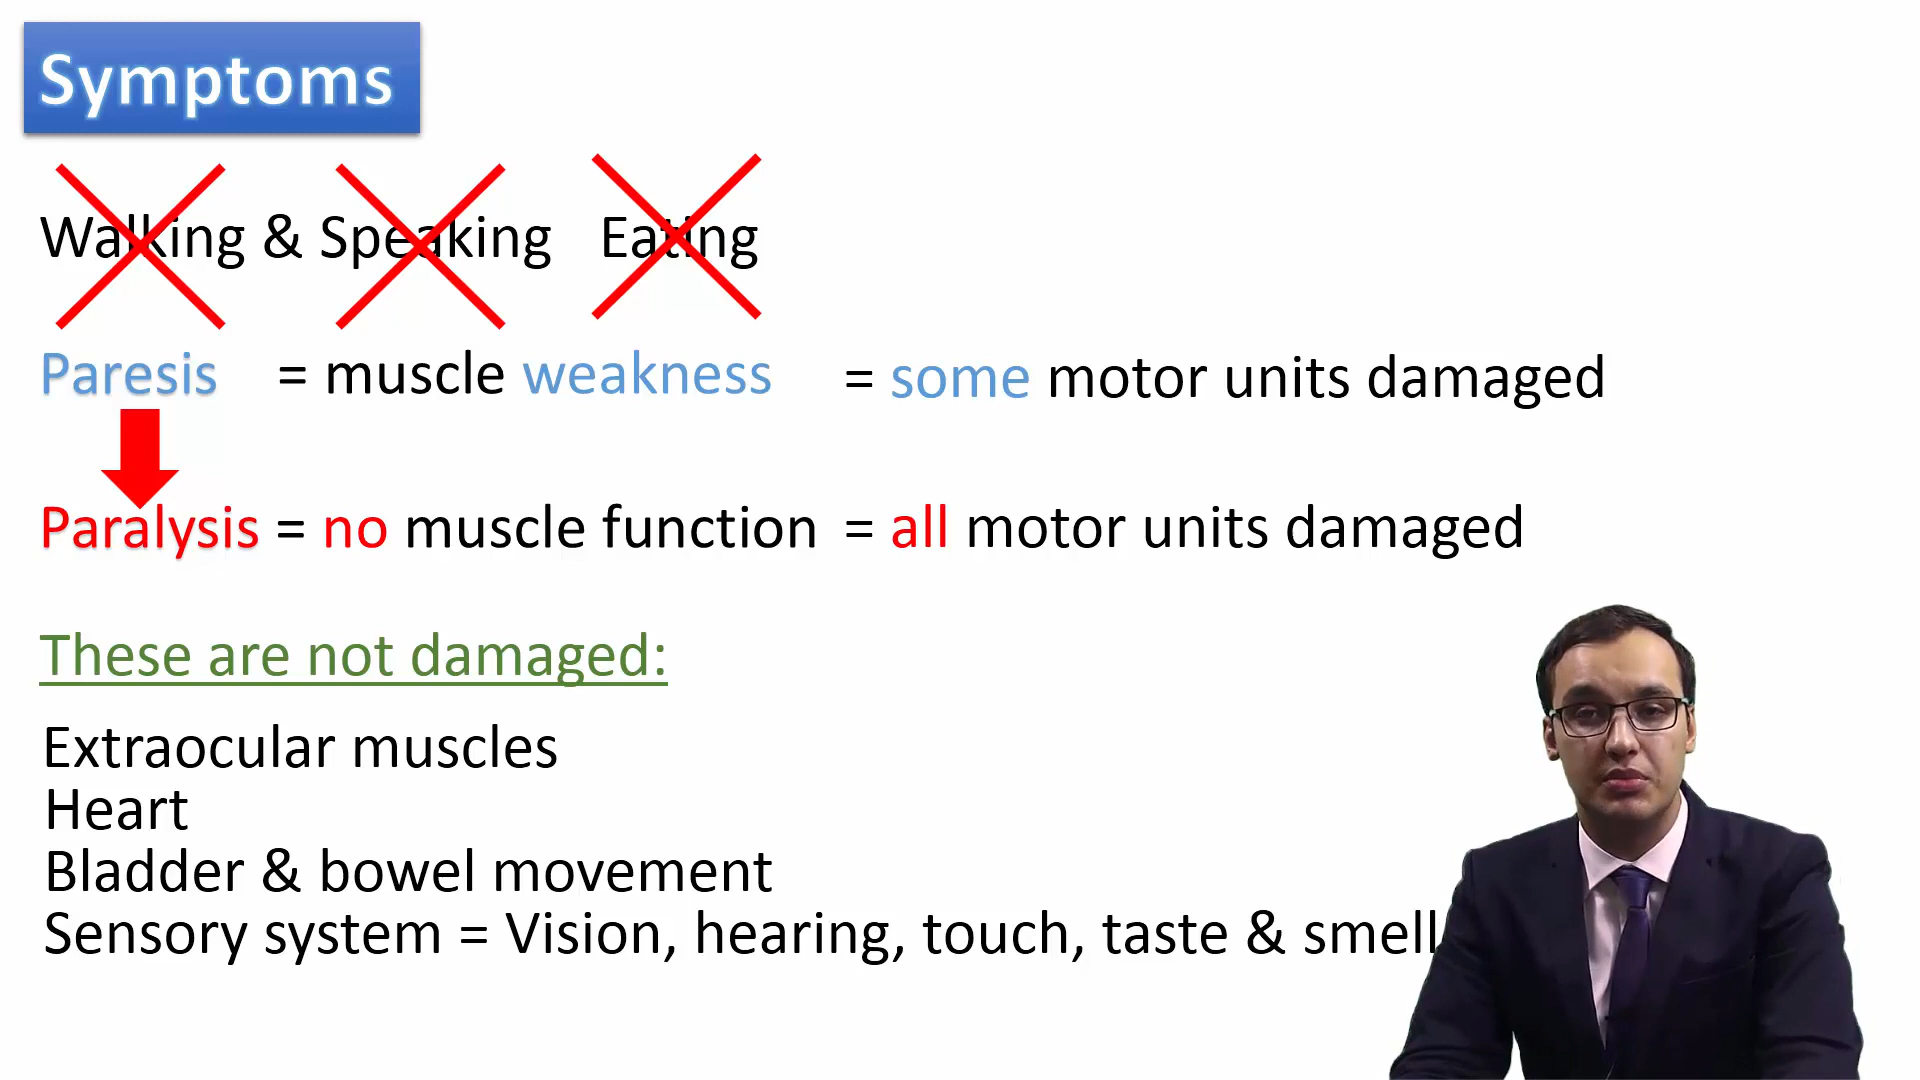 Symptoms
Walking & Speaking Eating
Paresis = muscle weakness = some motor units damaged
Paralysis = no muscle function = all motor units damaged
These are not damaged:
Extraocular muscles
Heart
Bladder & bowel movement
Sensory system = Vision, hearing, touch, taste & smell